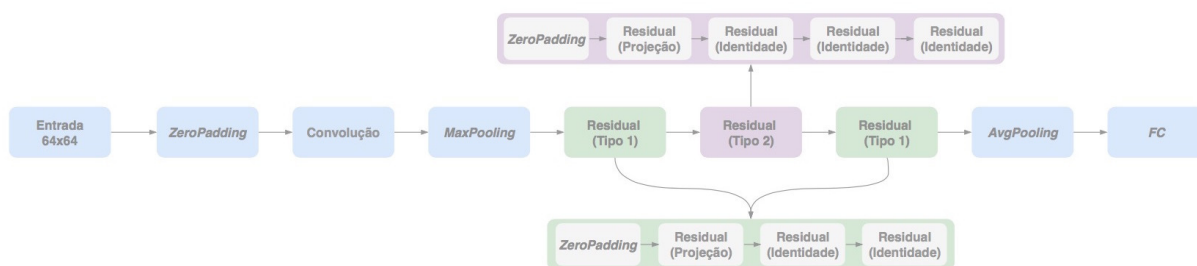 ZeroPadding
Residual
(Projeção)
Residual
(Identidade)
Residual
(Identidade)
Residual
(Identidade)
Entrada
64x64
ZeroPadding
Convolução
MaxPooling
Residual
(Tipo 1)
Residual
(Tipo 2)
Residual
(Tipo 1)
AvgPooling
FC
ZeroPadding
Residual
(Projeção)
Residual
(Identidade)
Residual
(Identidade)